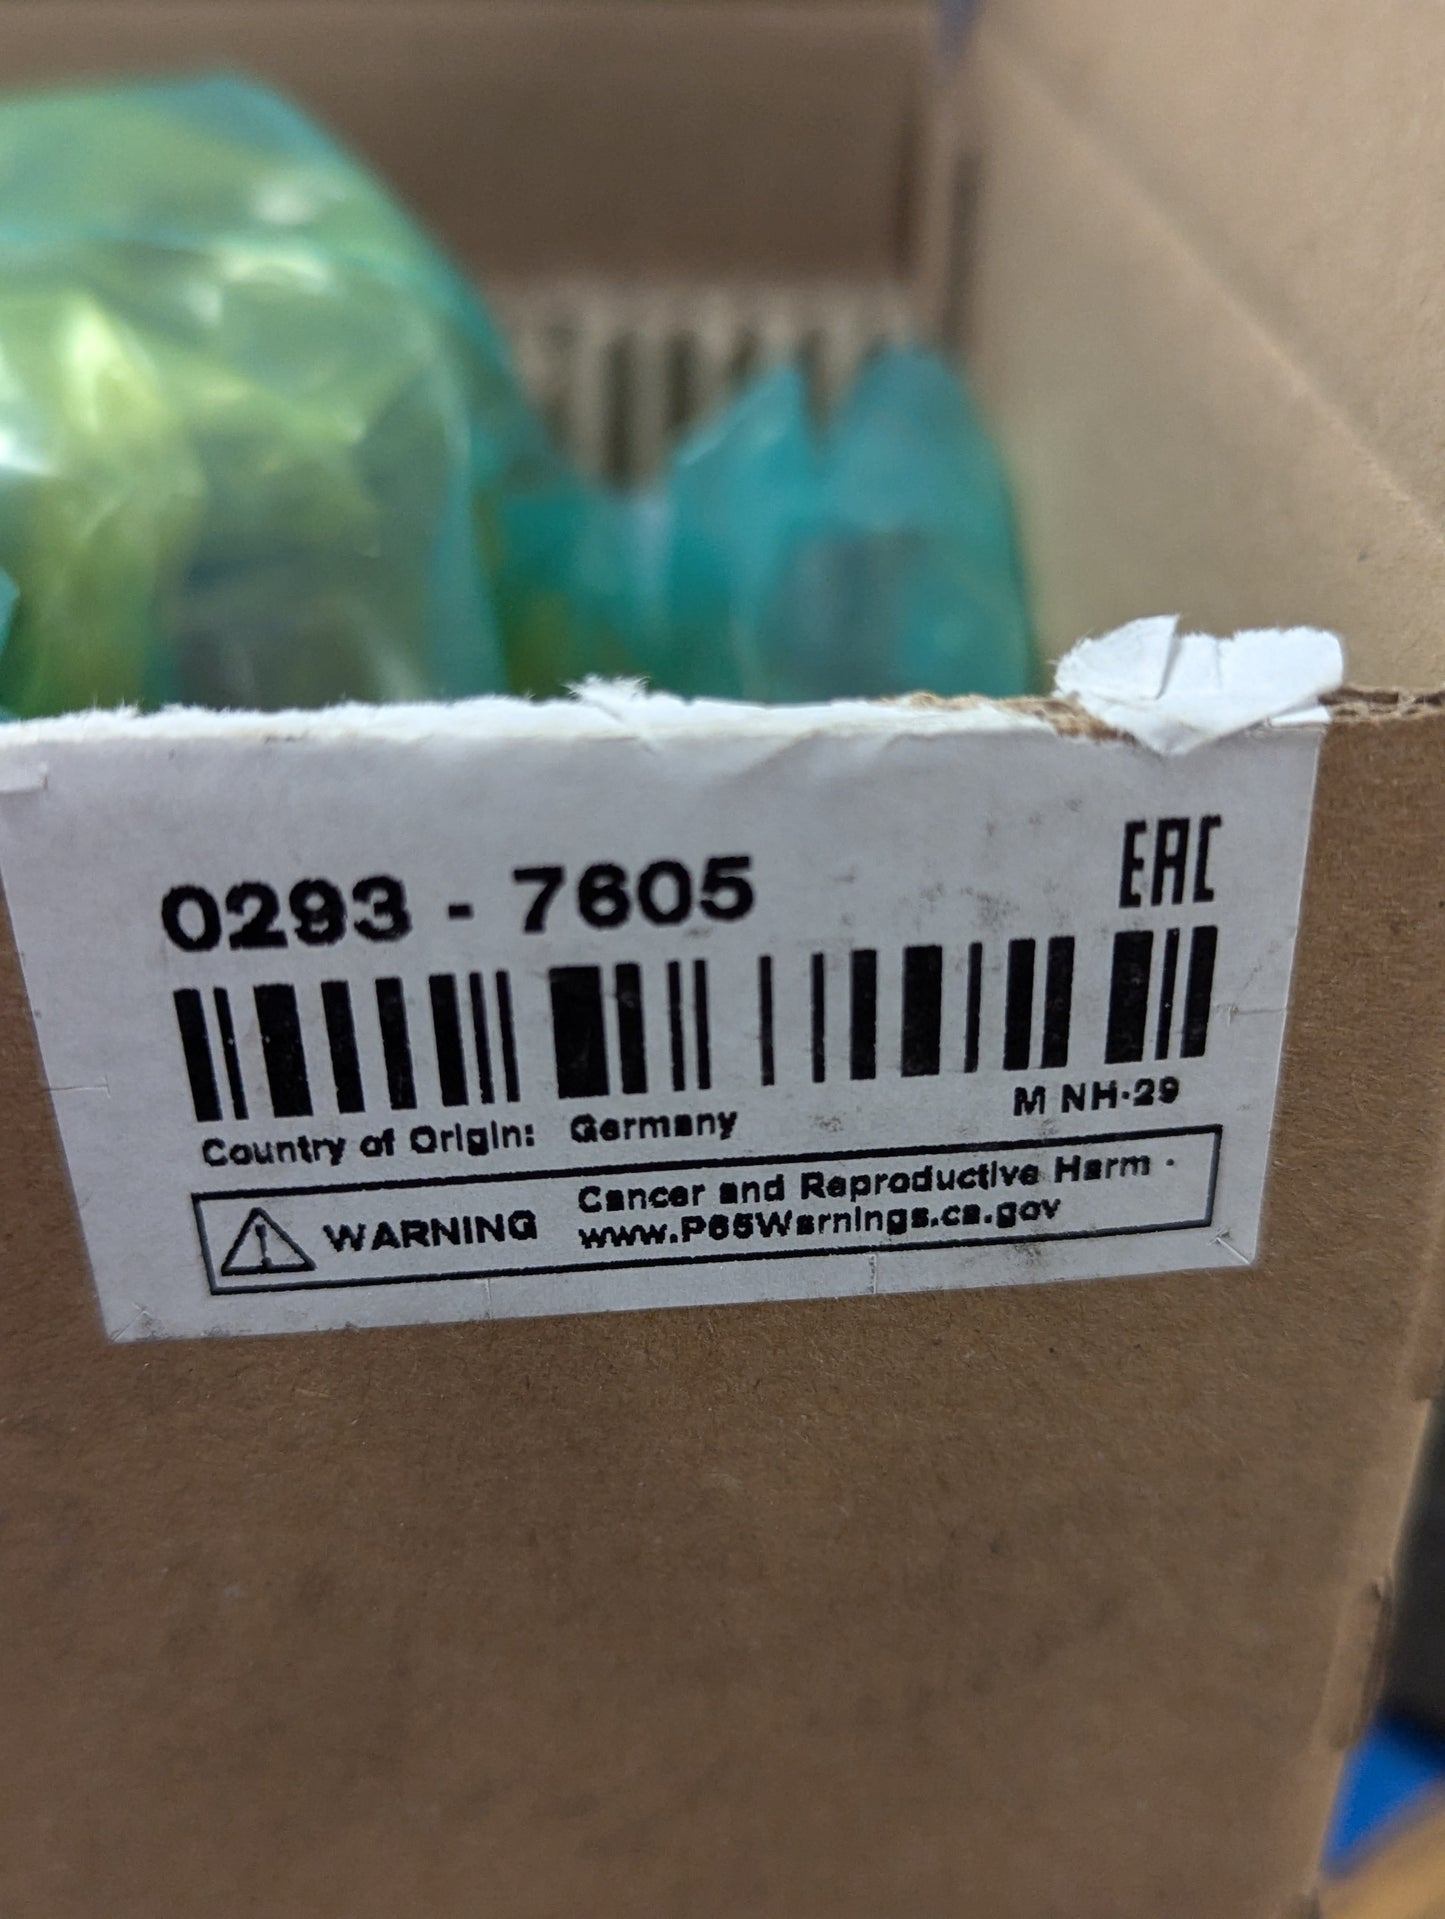 0293 - 7605
EAC
Country of Origin: Germany
M NH-29
WARNING
Cancer and Reproductive Harm -
www.P65Warnings.ca.gov